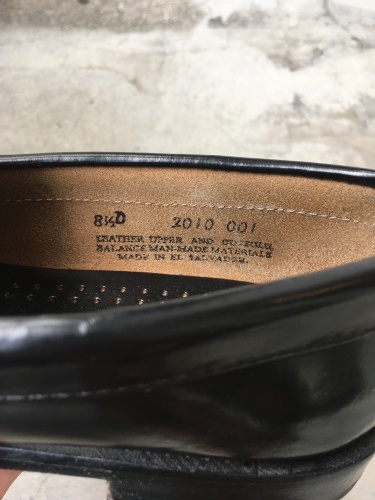 8½D 2010 001
LEATHER UPPER AND OUTSOLE
BALANCE MAN-MADE MATERIALS
MADE IN EL SALVADOR.